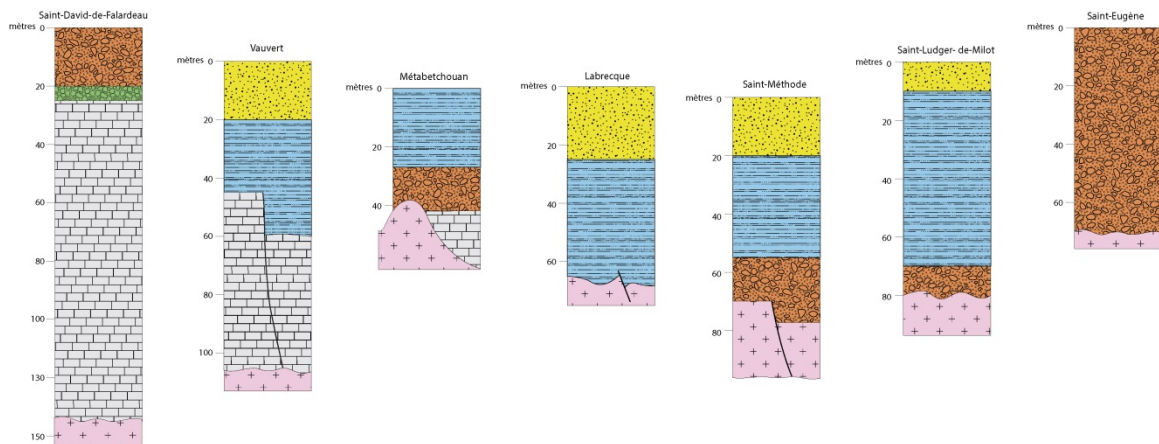 Saint-David-de-Falardeau
mètres 0
20
40
60
80
100
130
150
Vauvert
mètres 0
20
40
60
80
100
Métabetchouan
mètres 0
20
40
Labrecque
mètres 0
20
40
60
Saint-Méthode
mètres 0
20
40
60
80
Saint-Ludger- de-Milot
mètres 0
20
40
60
80
Saint-Eugène
mètres 0
20
40
60